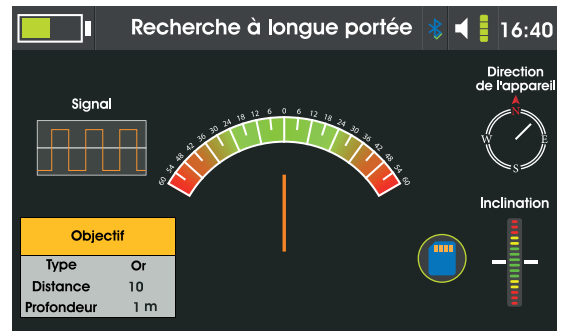 Recherche à longue portée
16:40
Direction
de l'appareil
N
W
E
S
Signal
60 54 48 42 36 30 24 18 12 6 0 6 12 18 24 30 36 42 48 54 60
Inclination
Objectif
Type Or
Distance 10
Profondeur 1 m